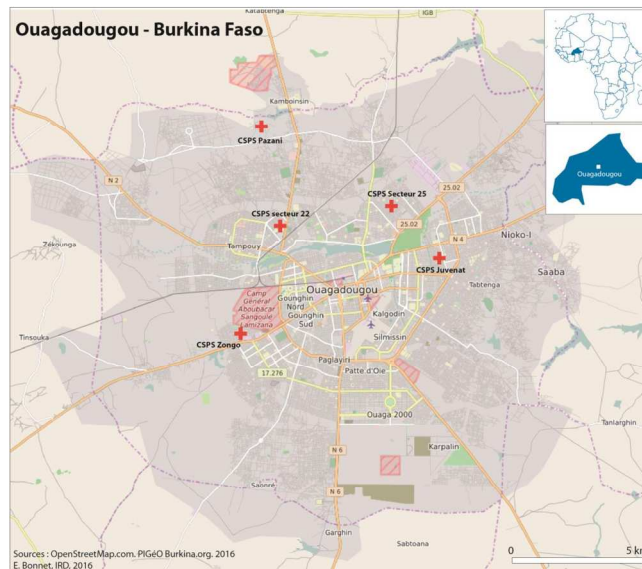 Ouagadougou - Burkina Faso
Katabtenga
IGB
Kamboinsin
CSPS Pazani
N 2
25.02
CSPS Secteur 25
CSPS secteur 22
25.02
Nioko-I
N 4
Zékounga
Tampouy
CSPS Juvenat
Saaba
Tabtenga
Ouagadougou
Camp
Général
Aboubacar
Sangoulé
Lamizana
Gounghin
Nord
Gounghin
Sud
Kalgodin
Tinsouka
Silmissin
CSPS Zongo
Paglayiri
Patte d'Oie
17.276
Ouaga 2000
Tanlarghin
Karpalin
N 6
N 6
Garghin
Sabtoana
Sources : OpenStreetMap.com. PIGéO Burkina.org. 2016
E. Bonnet, IRD, 2016
0
5 k
Ouagadougou